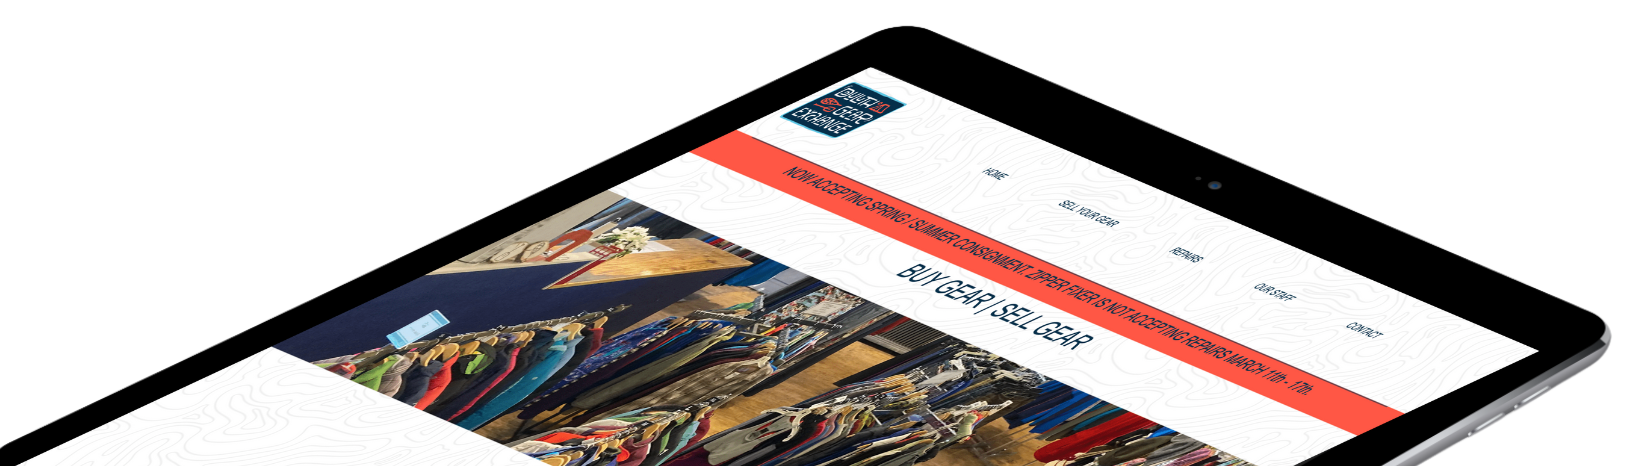 DULUTH
GEAR
EXCHANGE
HOME
SELL YOUR GEAR
REPAIRS
OUR STAFF
CONTACT
NOW ACCEPTING SPRING / SUMMER CONSIGNMENT. ZIPPER FIXER IS NOT ACCEPTING REPAIRS MARCH 11th - 17th.
BUY GEAR | SELL GEAR